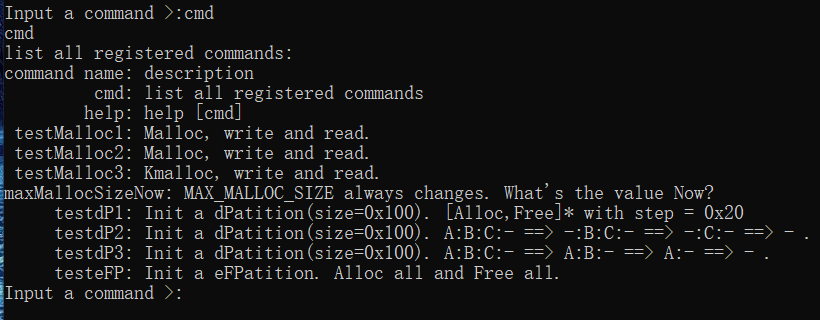 Input a command >:cmd
cmd
list all registered commands:
command name: description
cmd: list all registered commands
help: help [cmd]
testMalloc1: Malloc, write and read.
testMalloc2: Malloc, write and read.
testMalloc3: Kmalloc, write and read.
maxMallocSizeNow: MAX_MALLOC_SIZE always changes. What's the value Now?
testdP1: Init a dPatition(size=0x100). [Alloc,Free]* with step = 0x20
testdP2: Init a dPatition(size=0x100). A:B:C:- ==> -:B:C:- ==> -:C:- ==> - .
testdP3: Init a dPatition(size=0x100). A:B:C:- ==> A:B:- ==> A:- ==> - .
testeFP: Init a eFPatition. Alloc all and Free all.
Input a command >: